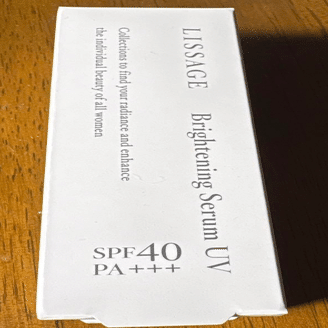 LISSAGE Brightening Serum UV
Collections to find your radiance and enhance
the individual beauty of all women
SPF40
PA+++